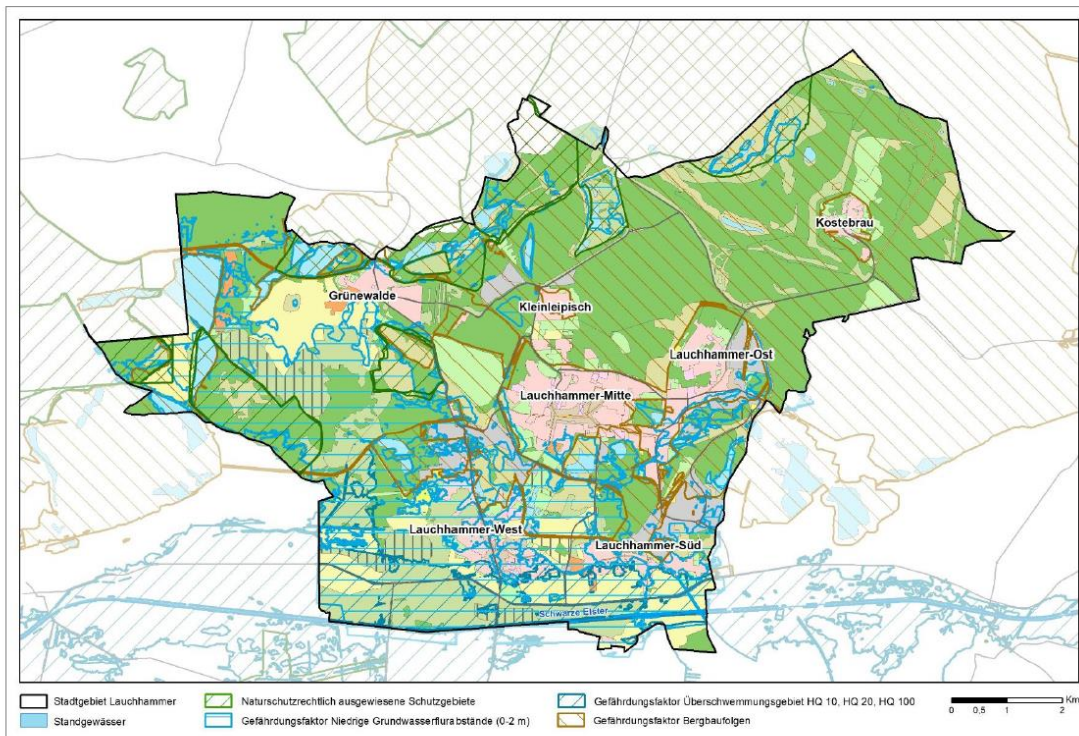 Kostebrau
Grünewalde
Kleinleipisch
Lauchhammer-Ost
Lauchhammer-Mitte
Lauchhammer-West
Lauchhammer-Süd
Schwarze Elster
Stadtgebiet Lauchhammer
Naturschutzrechtlich ausgewiesene Schutzgebiete
Gefährdungsfaktor Überschwemmungsgebiet HQ 10, HQ 20, HQ 100
Km
Standgewässer
Gefährdungsfaktor Niedrige Grundwasserflurabstände (0-2 m)
Gefährdungsfaktor Bergbaufolgen
0 0,5 1 2